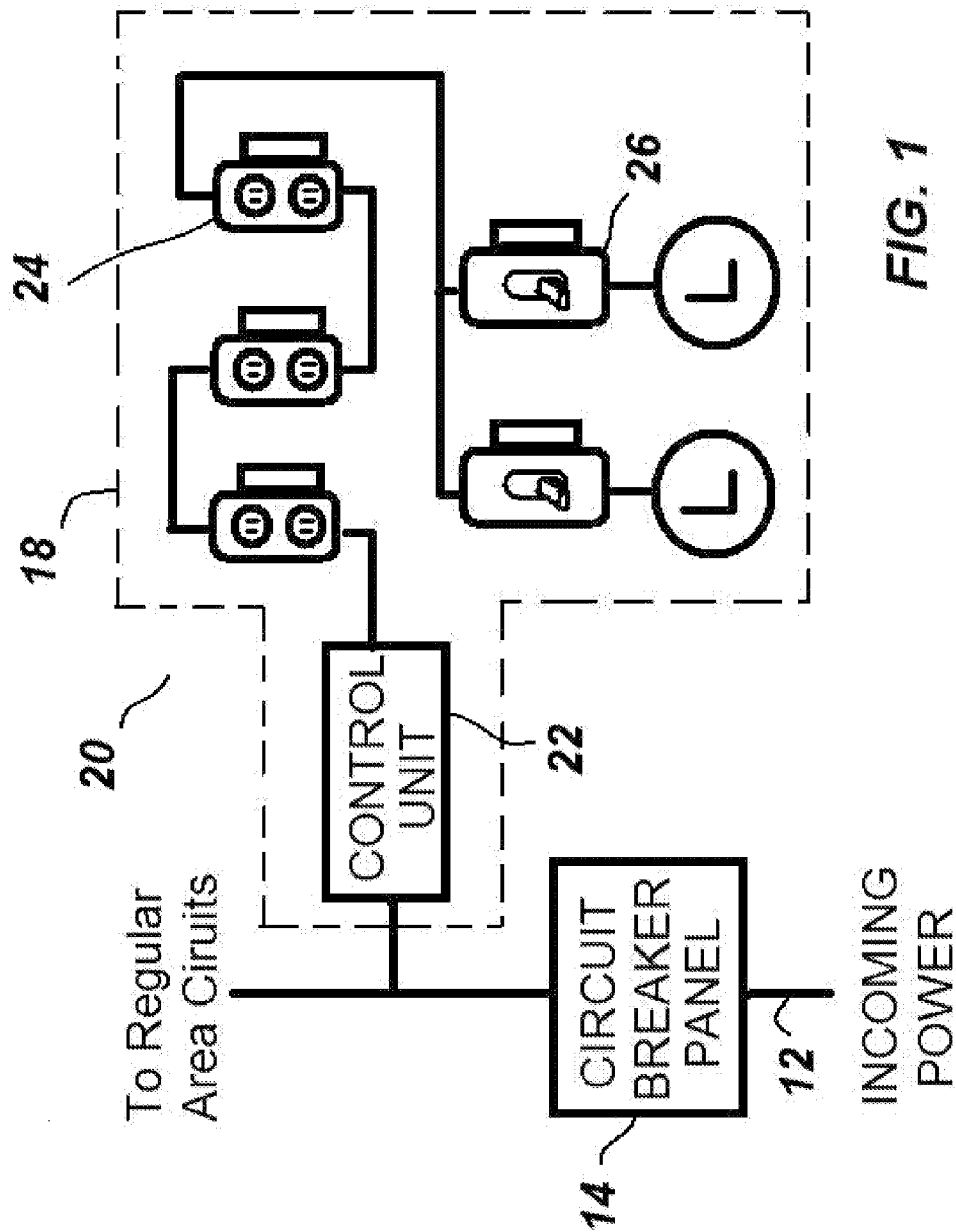 To Regular
Area Ciruits
20
18
24
CONTROL
UNIT
22
26
L
L
CIRCUIT
BREAKER
PANEL
14
12
INCOMING
POWER
FIG. 1